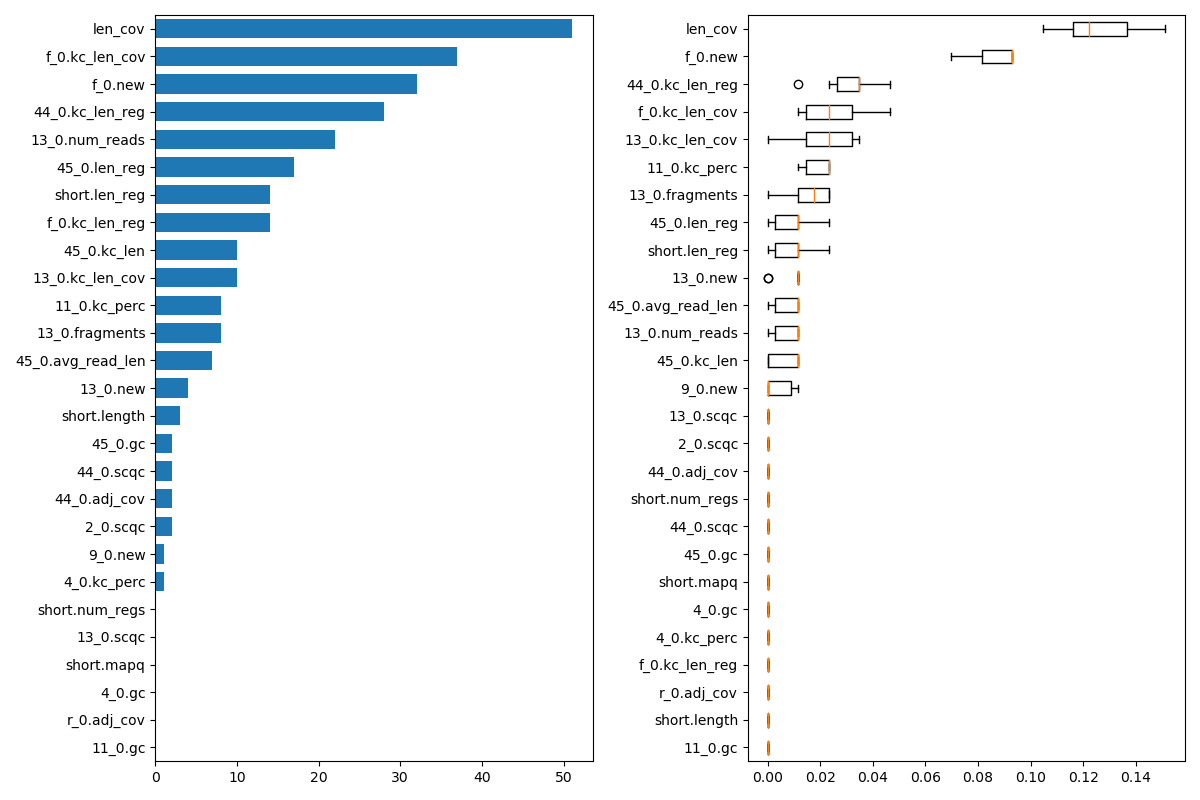 len_cov
f_0.kc_len_cov
f_0.new
44_0.kc_len_reg
13_0.num_reads
45_0.len_reg
short.len_reg
f_0.kc_len_reg
45_0.kc_len
13_0.kc_len_cov
11_0.kc_perc
13_0.fragments
45_0.avg_read_len
13_0.new
short.length
45_0.gc
44_0.scqc
44_0.adj_cov
2_0.scqc
9_0.new
4_0.kc_perc
short.num_regs
13_0.scqc
short.mapq
4_0.gc
r_0.adj_cov
11_0.gc
0 10 20 30 40 50
len_cov
f_0.new
44_0.kc_len_reg
f_0.kc_len_cov
13_0.kc_len_cov
11_0.kc_perc
13_0.fragments
45_0.len_reg
short.len_reg
13_0.new
45_0.avg_read_len
13_0.num_reads
45_0.kc_len
9_0.new
13_0.scqc
2_0.scqc
44_0.adj_cov
short.num_regs
44_0.scqc
45_0.gc
short.mapq
4_0.gc
4_0.kc_perc
f_0.kc_len_reg
r_0.adj_cov
short.length
11_0.gc
0.00 0.02 0.04 0.06 0.08 0.10 0.12 0.14